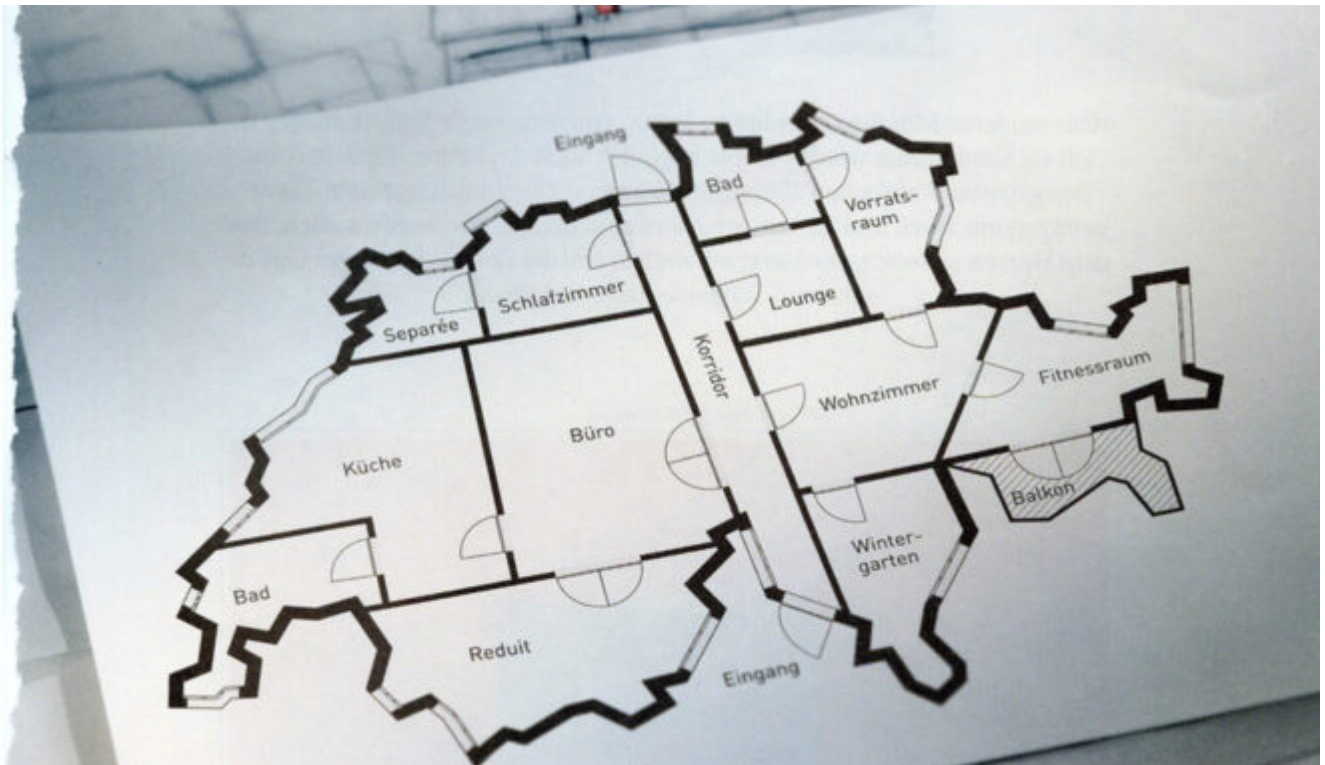 Eingang
Bad
Vorrats-
raum
Schlafzimmer
Separée
Lounge
Korridor
Fitnessraum
Wohnzimmer
Büro
Küche
Balkon
Winter-
garten
Bad
Reduit
Eingang